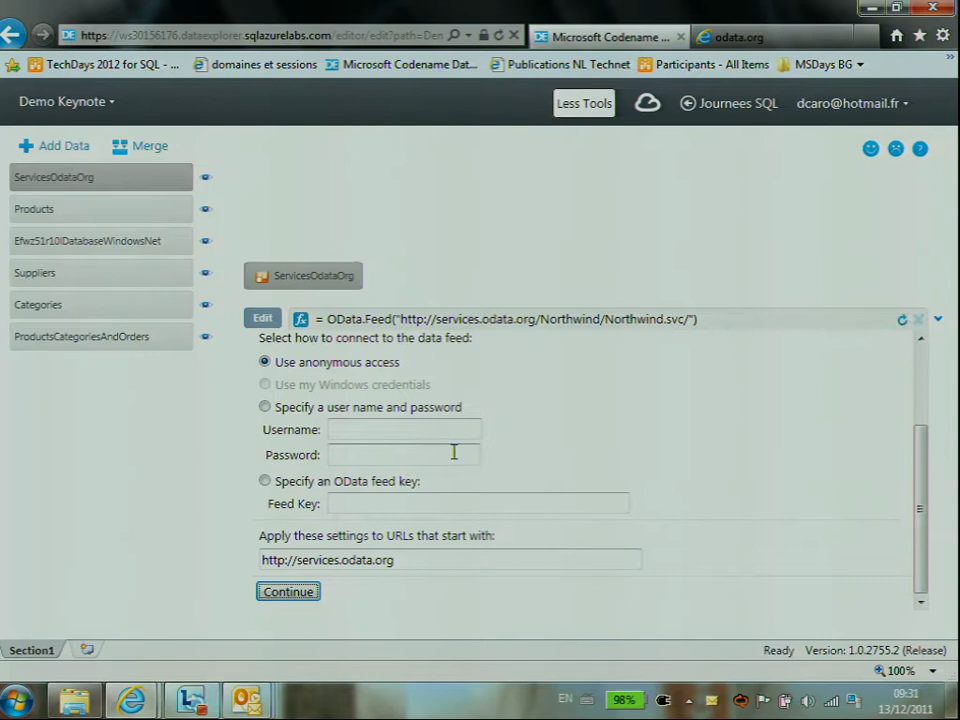 https://ws30156176.dataexplorer.sqlazurelabs.com/editor/edit?path=Den
Microsoft Codename ...
odata.org
TechDays 2012 for SQL - ...
domaines et sessions
Microsoft Codename Dat...
Publications NL Technet
Participants - All Items
MSDays BG
Demo Keynote
Less Tools
Journees SQL
dcaro@hotmail.fr
Add Data
Merge
ServicesOdataOrg
Products
Efwz51r10lDatabaseWindowsNet
Suppliers
Categories
ProductsCategoriesAndOrders
ServicesOdataOrg
Edit
fx = OData.Feed("http://services.odata.org/Northwind/Northwind.svc/")
Select how to connect to the data feed:
Use anonymous access
Use my Windows credentials
Specify a user name and password
Username:
Password:
Specify an OData feed key:
Feed Key:
Apply these settings to URLs that start with:
http://services.odata.org
Continue
Section1
Ready Version: 1.0.2755.2 (Release)
100%
EN
98%
09:31
13/12/2011